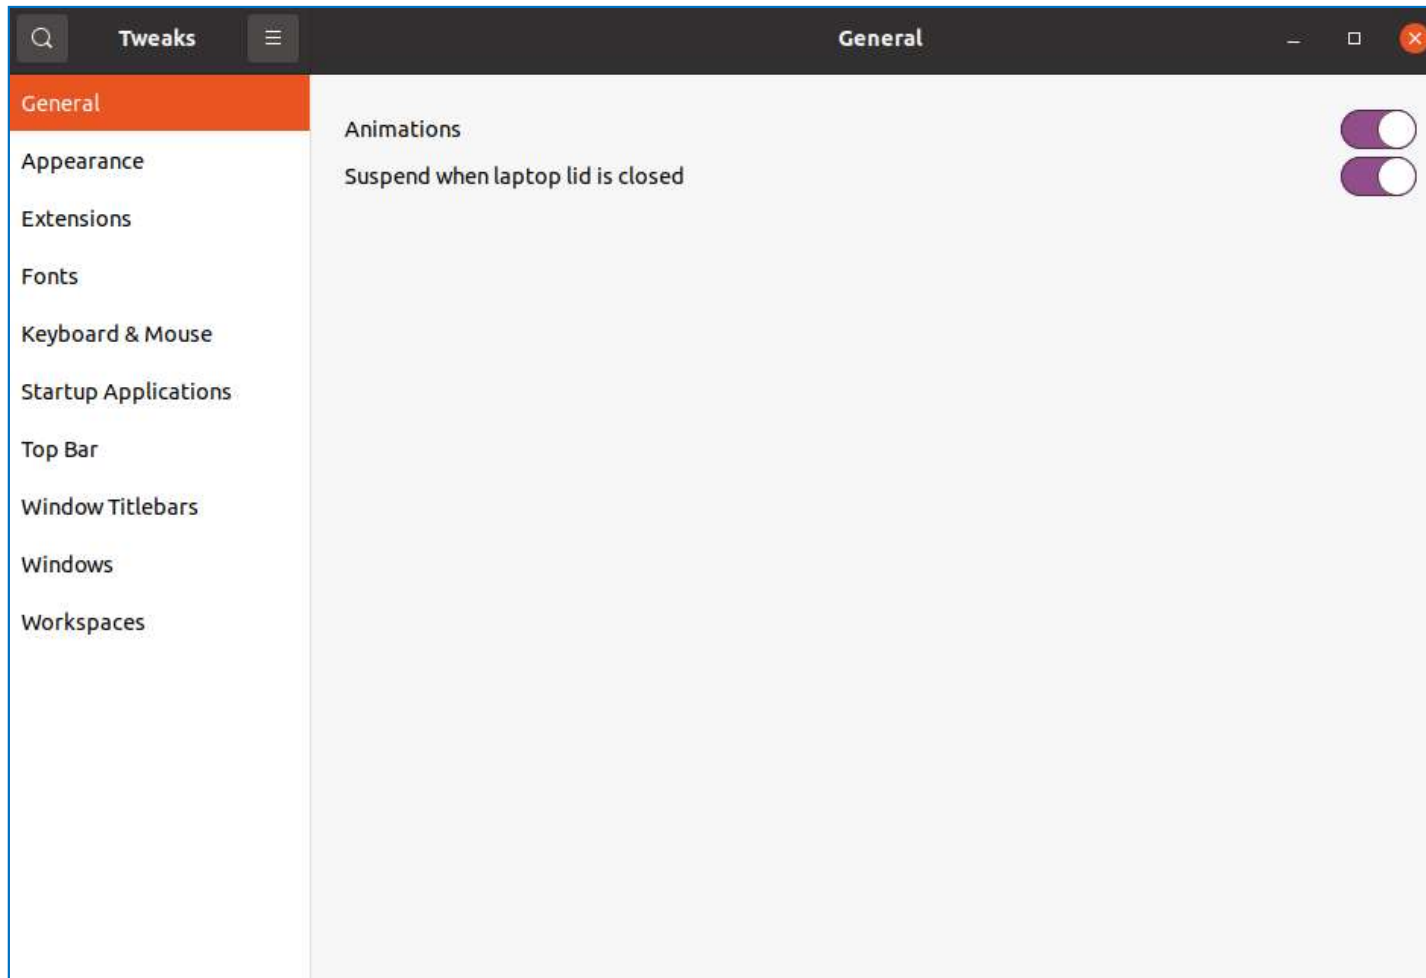 Tweaks
General
General
Appearance
Extensions
Fonts
Keyboard & Mouse
Startup Applications
Top Bar
Window Titlebars
Windows
Workspaces
Animations
Suspend when laptop lid is closed